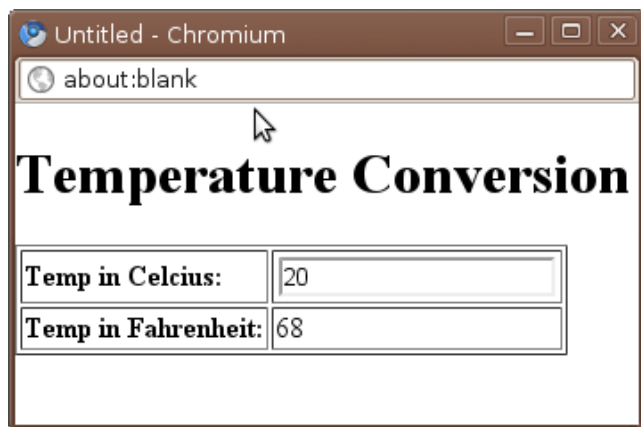 Untitled - Chromium
about:blank
Temperature Conversion
Temp in Celcius: 20
Temp in Fahrenheit: 68